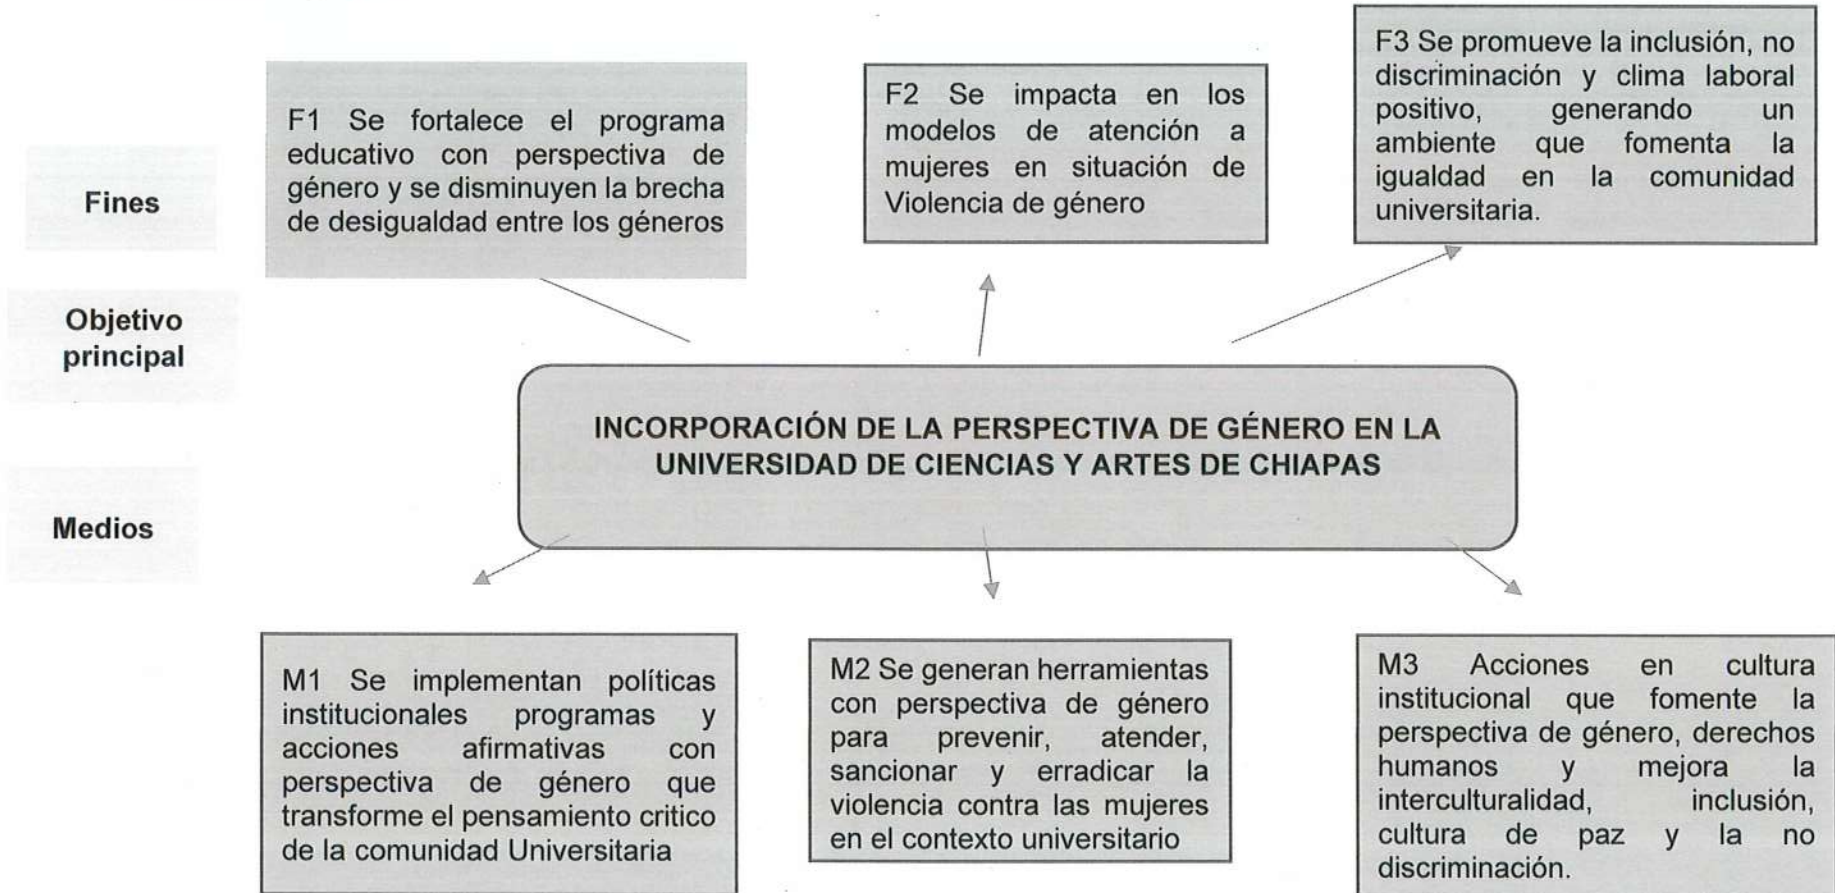 F1 Se fortalece el programa
educativo con perspectiva de
género y se disminuyen la brecha
de desigualdad entre los géneros
F2 Se impacta en los
modelos de atención a
mujeres en situación de
Violencia de género
F3 Se promueve la inclusión, no
discriminación y clima laboral
positivo, generando un
ambiente que fomenta la
igualdad en la comunidad
universitaria.
Fines
Objetivo
principal
INCORPORACIÓN DE LA PERSPECTIVA DE GÉNERO EN LA
UNIVERSIDAD DE CIENCIAS Y ARTES DE CHIAPAS
Medios
M1 Se implementan políticas
institucionales programas y
acciones afirmativas con
perspectiva de género que
transforme el pensamiento critico
de la comunidad Universitaria
M2 Se generan herramientas
con perspectiva de género
para prevenir, atender,
sancionar y erradicar la
violencia contra las mujeres
en el contexto universitario
M3 Acciones en cultura
institucional que fomente la
perspectiva de género, derechos
humanos y mejora la
interculturalidad, inclusión,
cultura de paz y la no
discriminación.